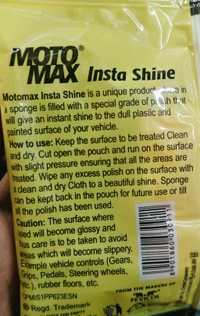 MOTO
MAX® Insta Shine
Motomax Insta Shine is a unique product
a sponge is filled with a special grade of polish that
will give an instant shine to the dull plastic and
painted surface of your vehicle.
How to use: Keep the surface to be treated Clean
and dry. Cut open the pouch and run on the surface
with slight pressure ensuring that all the areas are
treated. Wipe any excess polish on the surface with
a clean and dry Cloth to a beautiful shine. Sponge
can be kept back in the pouch for future use or till
all the polish has been used.
Caution: The surface where
used will become glossy and
thus care is to be taken to avoid
areas which will become slippery.
Example vehicle controls (Gears,
Grips, Pedals, Steering wheels,
etc.), rubber floors, etc.
® Regd. Trademark
FROM THE MAKERS OF